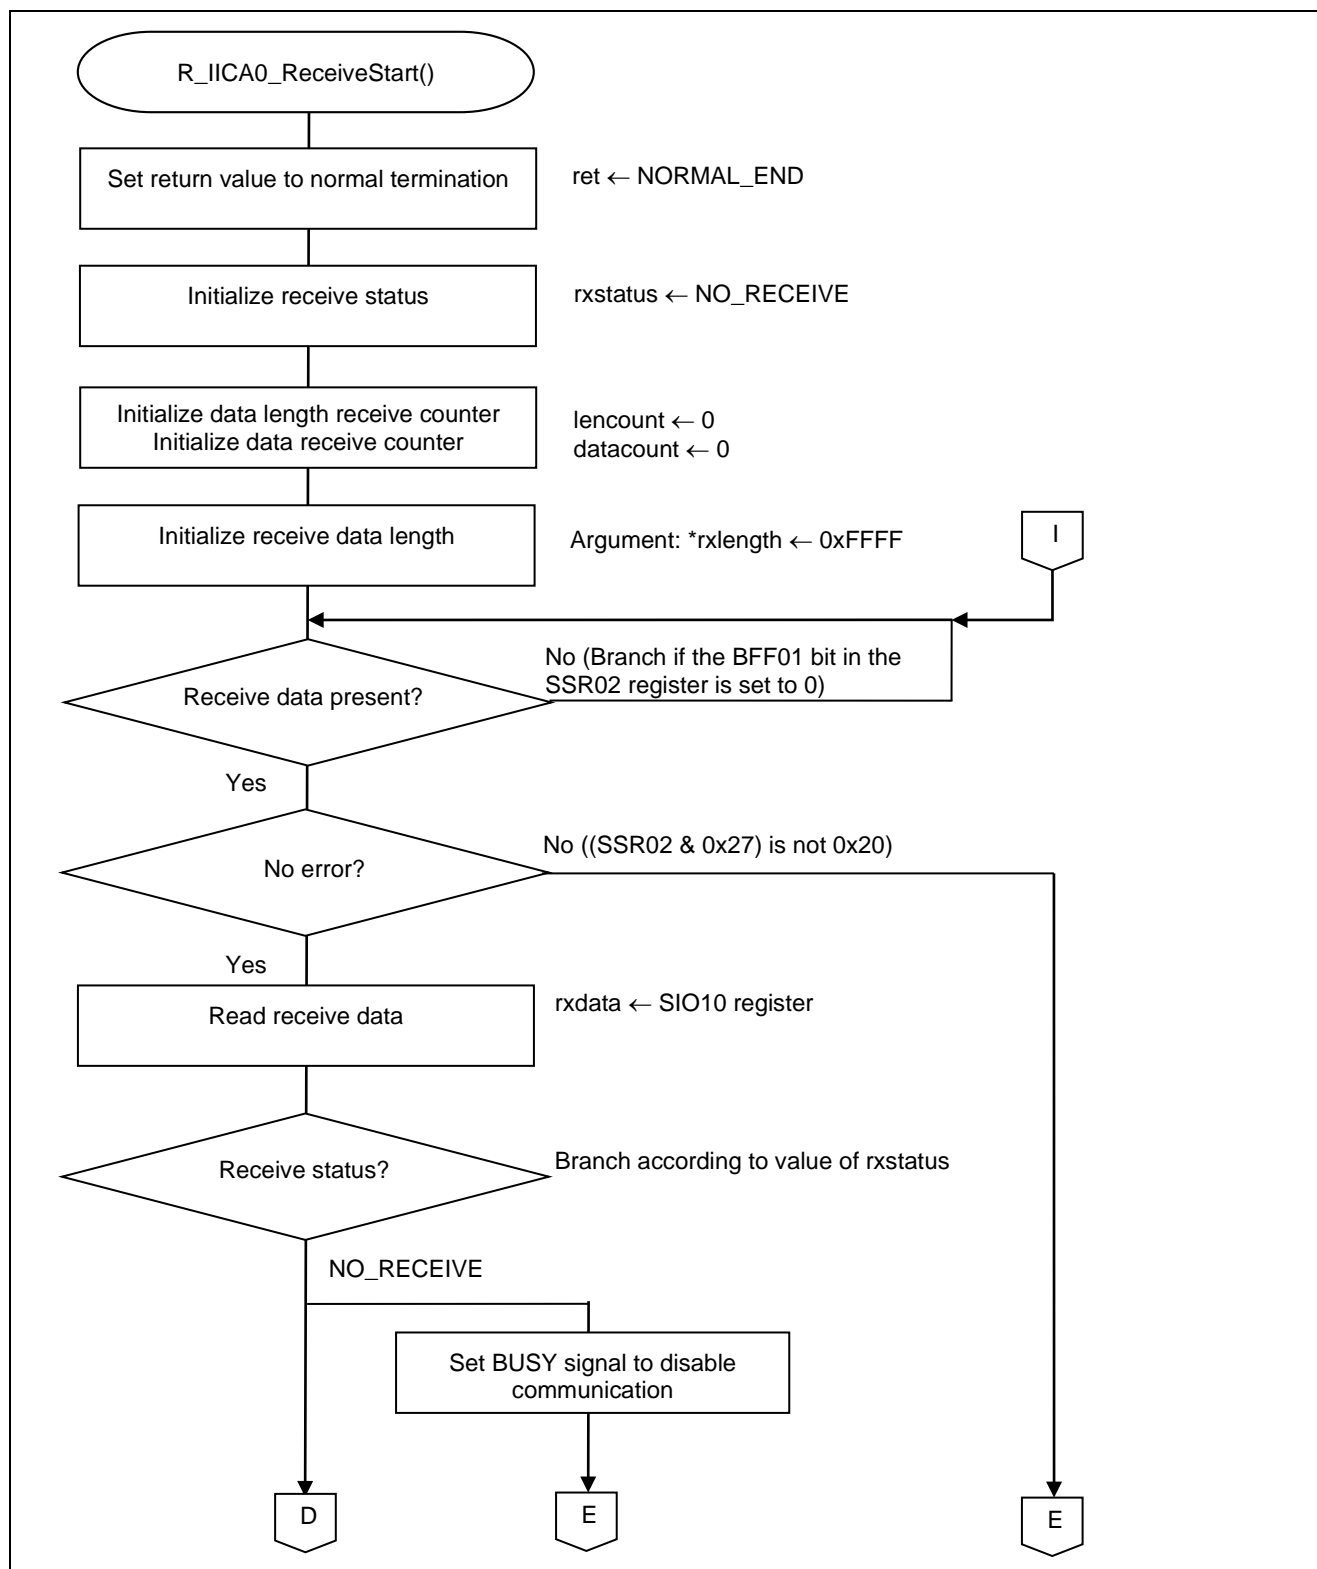 R_IICA0_ReceiveStart()
Set return value to normal termination
ret ← NORMAL_END
Initialize receive status
rxstatus ← NO_RECEIVE
Initialize data length receive counter
Initialize data receive counter
lencount ← 0
datacount ← 0
Initialize receive data length
Argument: *rxlength ← 0xFFFF
I
Receive data present?
No (Branch if the BFF01 bit in the
SSR02 register is set to 0)
Yes
No error?
No ((SSR02 & 0x27) is not 0x20)
Yes
Read receive data
rxdata ← SIO10 register
Receive status?
Branch according to value of rxstatus
NO_RECEIVE
Set BUSY signal to disable
communication
D
E
E